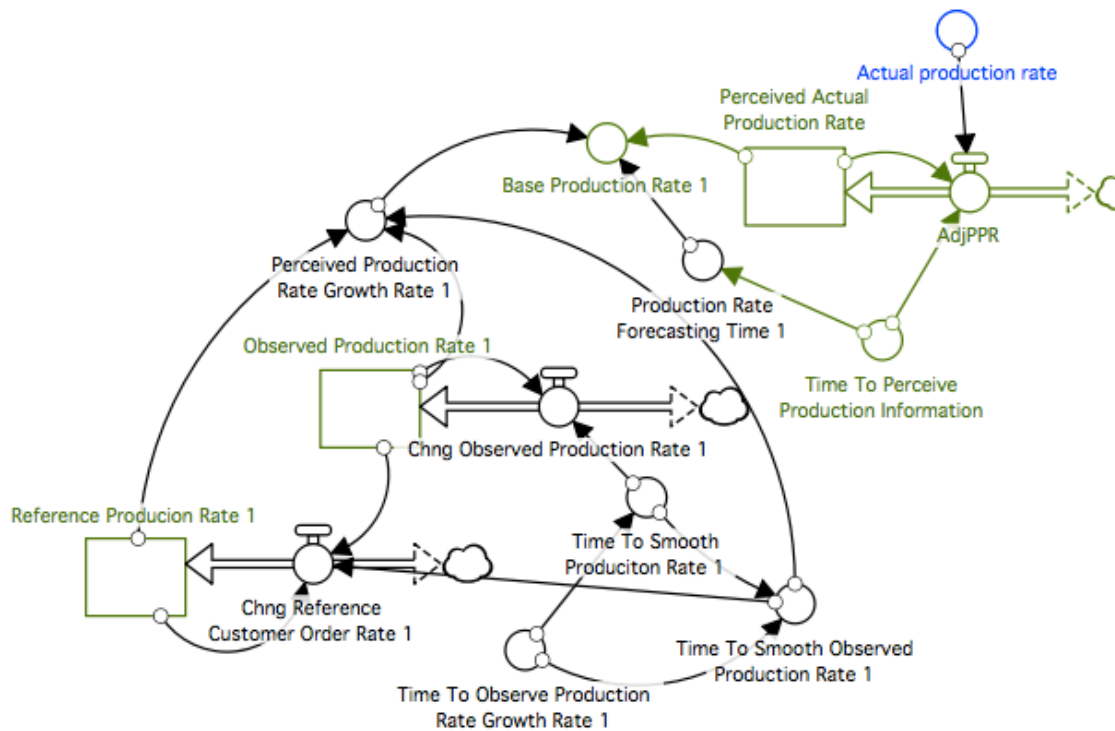 Actual production rate
Perceived Actual
Production Rate
Base Production Rate 1
AdjPPR
Perceived Production
Rate Growth Rate 1
Production Rate
Forecasting Time 1
Observed Production Rate 1
Time To Perceive
Production Information
Chng Observed Production Rate 1
Reference Producion Rate 1
Time To Smooth
Produciton Rate 1
Chng Reference
Customer Order Rate 1
Time To Smooth Observed
Production Rate 1
Time To Observe Production
Rate Growth Rate 1